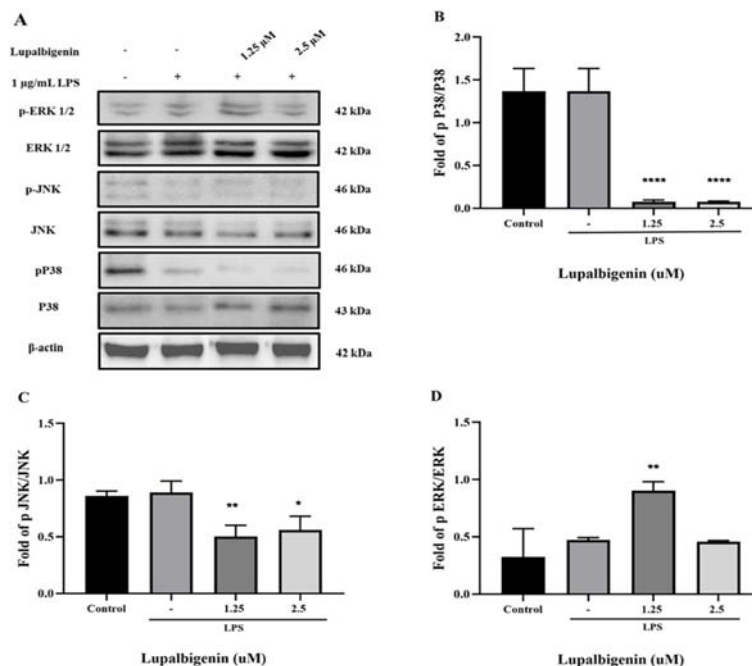 A
Lupalbigenin - - 1.25 µM 2.5 µM
1 µg/mL LPS - + + +
p-ERK 1/2 42 kDa
ERK 1/2 42 kDa
p-JNK 46 kDa
JNK 46 kDa
pP38 46 kDa
P38 43 kDa
β-actin 42 kDa
B
Fold of p P38/P38
2.0
1.5
1.0
0.5
0.0
**** ****
Control - 1.25 2.5
LPS
Lupalbigenin (uM)
C
Fold of p JNK/JNK
1.5
1.0
0.5
0.0
** *
Control - 1.25 2.5
LPS
Lupalbigenin (uM)
D
Fold of p ERK/ERK
1.5
1.0
0.5
0.0
**
Control - 1.25 2.5
LPS
Lupalbigenin (uM)